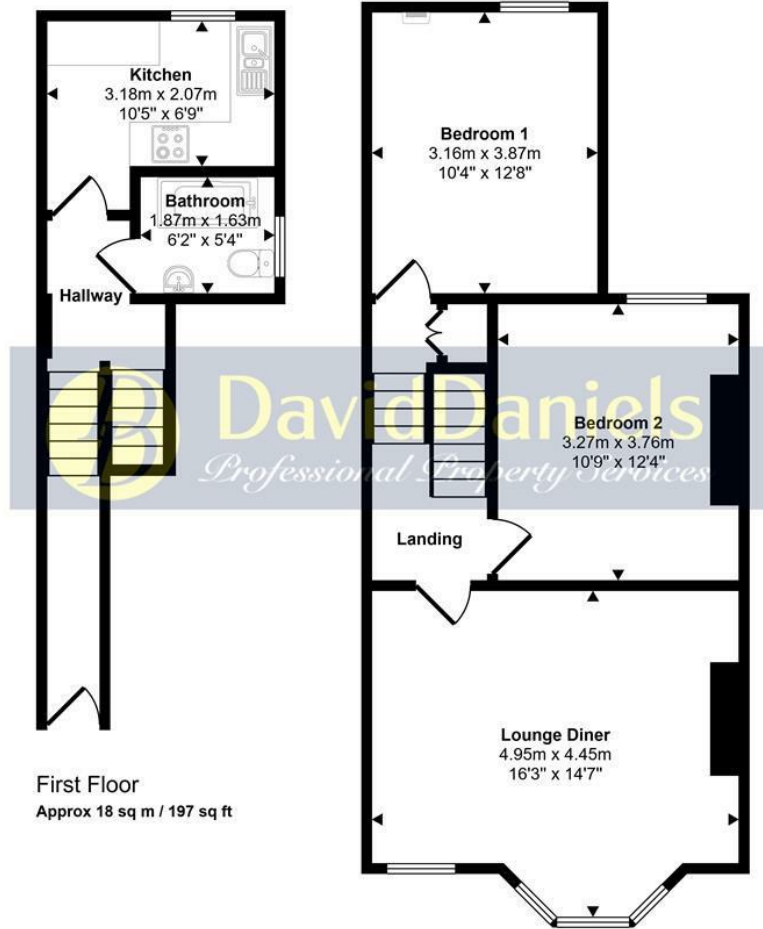 Kitchen
3.18m x 2.07m
10'5" x 6'9"
Bathroom
1.87m x 1.63m
6'2" x 5'4"
Hallway
First Floor
Approx 18 sq m / 197 sq ft
Bedroom 1
3.16m x 3.87m
10'4" x 12'8"
Bedroom 2
3.27m x 3.76m
10'9" x 12'4"
Landing
Lounge Diner
4.95m x 4.45m
16'3" x 14'7"
DavidDaniels
Professional Property Services